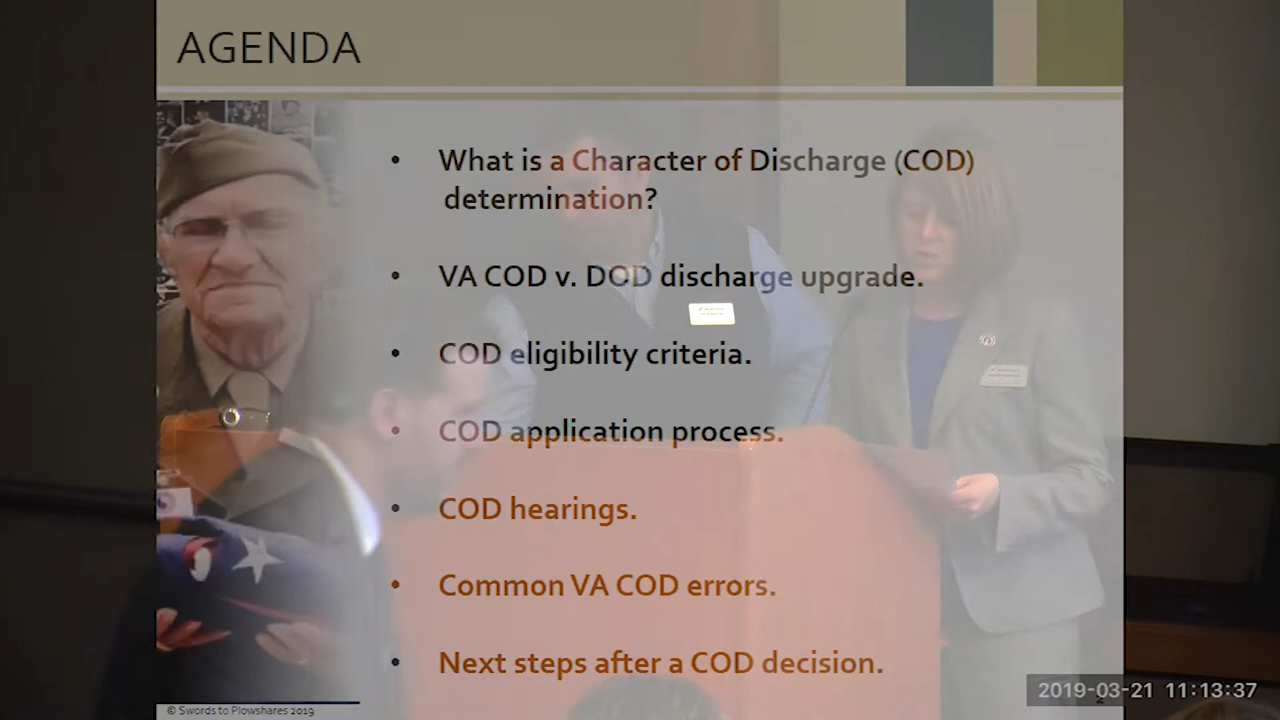 AGENDA
• What is a Character of Discharge (COD)
determination?
• VA COD v. DOD discharge upgrade.
• COD eligibility criteria.
• COD application process.
• COD hearings.
• Common VA COD errors.
• Next steps after a COD decision.
© Swords to Plowshares 2019
2
2019-03-21 11:13:37